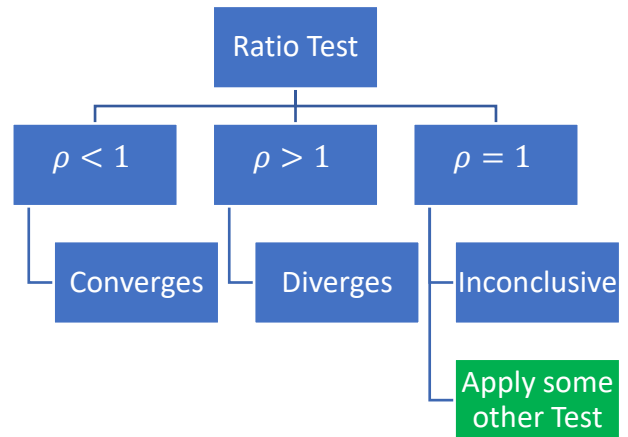 Ratio Test
ρ < 1
ρ > 1
ρ = 1
Converges
Diverges
Inconclusive
Apply some
other Test